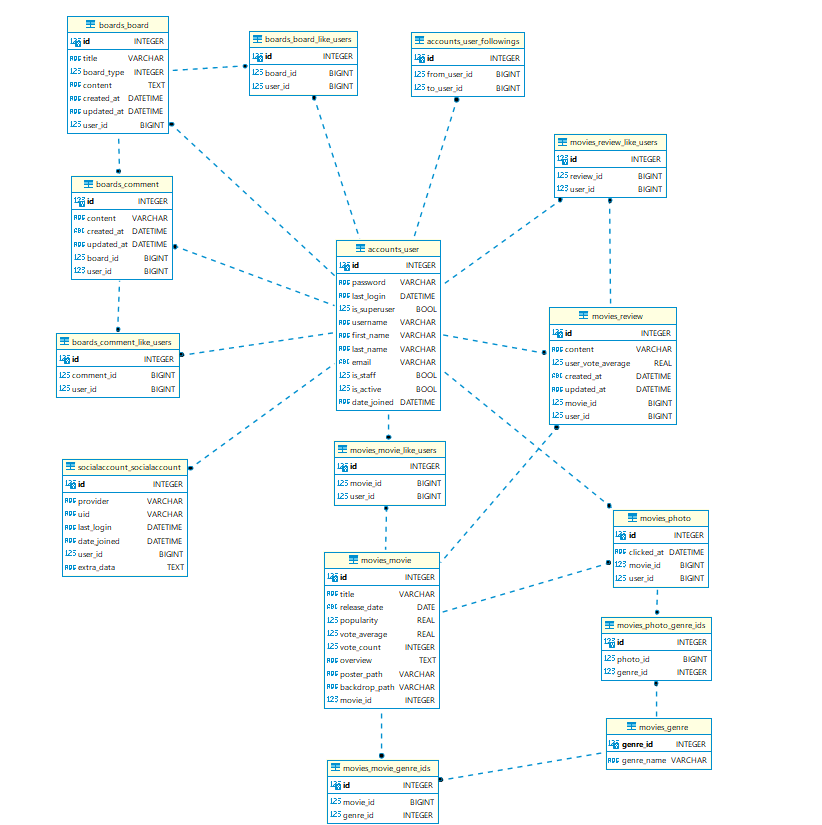 boards_board
id INTEGER
title VARCHAR
board_type INTEGER
content TEXT
created_at DATETIME
updated_at DATETIME
user_id BIGINT
boards_board_like_users
id INTEGER
board_id BIGINT
user_id BIGINT
accounts_user_followings
id INTEGER
from_user_id BIGINT
to_user_id BIGINT
movies_review_like_users
id INTEGER
review_id BIGINT
user_id BIGINT
boards_comment
id INTEGER
content VARCHAR
created_at DATETIME
updated_at DATETIME
board_id BIGINT
user_id BIGINT
accounts_user
id INTEGER
password VARCHAR
last_login DATETIME
is_superuser BOOL
username VARCHAR
first_name VARCHAR
last_name VARCHAR
email VARCHAR
is_staff BOOL
is_active BOOL
date_joined DATETIME
movies_review
id INTEGER
content VARCHAR
user_vote_average REAL
created_at DATETIME
updated_at DATETIME
movie_id BIGINT
user_id BIGINT
boards_comment_like_users
id INTEGER
comment_id BIGINT
user_id BIGINT
movies_movie_like_users
id INTEGER
movie_id BIGINT
user_id BIGINT
socialaccount_socialaccount
id INTEGER
provider VARCHAR
uid VARCHAR
last_login DATETIME
date_joined DATETIME
user_id BIGINT
extra_data TEXT
movies_photo
id INTEGER
clicked_at DATETIME
movie_id BIGINT
user_id BIGINT
movies_movie
id INTEGER
title VARCHAR
release_date DATE
popularity REAL
vote_average REAL
vote_count INTEGER
overview TEXT
poster_path VARCHAR
backdrop_path VARCHAR
movie_id INTEGER
movies_photo_genre_ids
id INTEGER
photo_id BIGINT
genre_id INTEGER
movies_genre
genre_id INTEGER
genre_name VARCHAR
movies_movie_genre_ids
id INTEGER
movie_id BIGINT
genre_id INTEGER